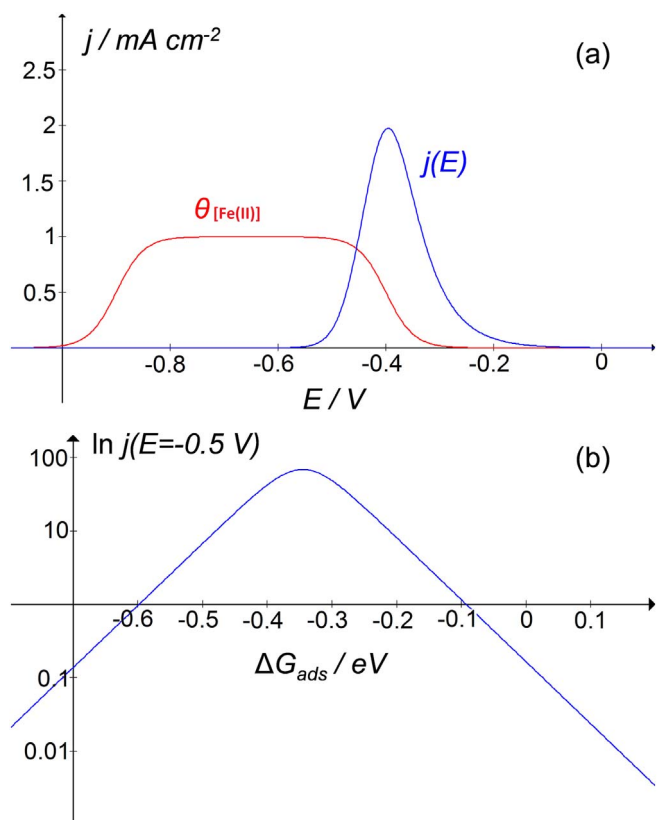 j / mA cm-2
(a)
2.5
2
1.5
1
0.5
j(E)
θ [Fe(II)]
-0.8
-0.6
-0.4
-0.2
0
E / V
ln j(E=-0.5 V)
(b)
100
10
0.1
0.01
-0.6
-0.5
-0.4
-0.3
-0.2
-0.1
0
0.1
ΔGads / eV